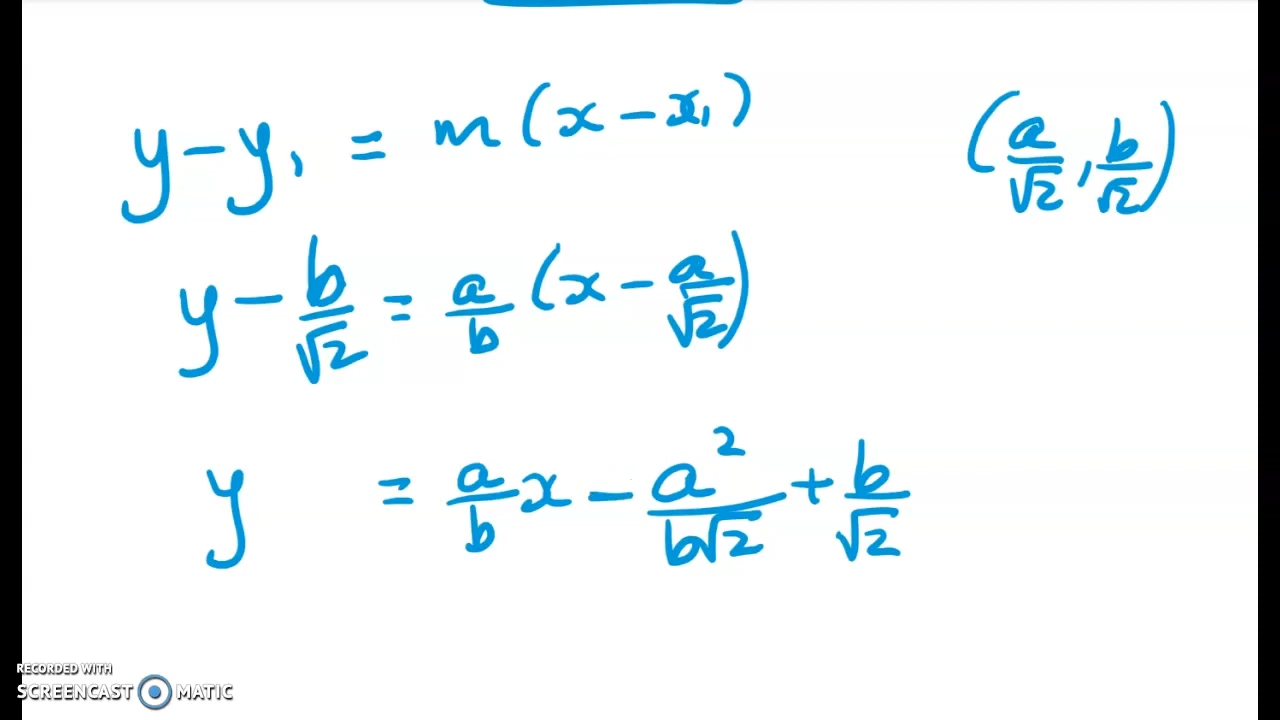 y - y₁ = m(x - x₁)
(a/√2, b/√2)
y - b/√2 = a/b (x - a/√2)
y = a/b x - a²/b√2 + b/√2
RECORDED WITH
SCREENCAST MATIC